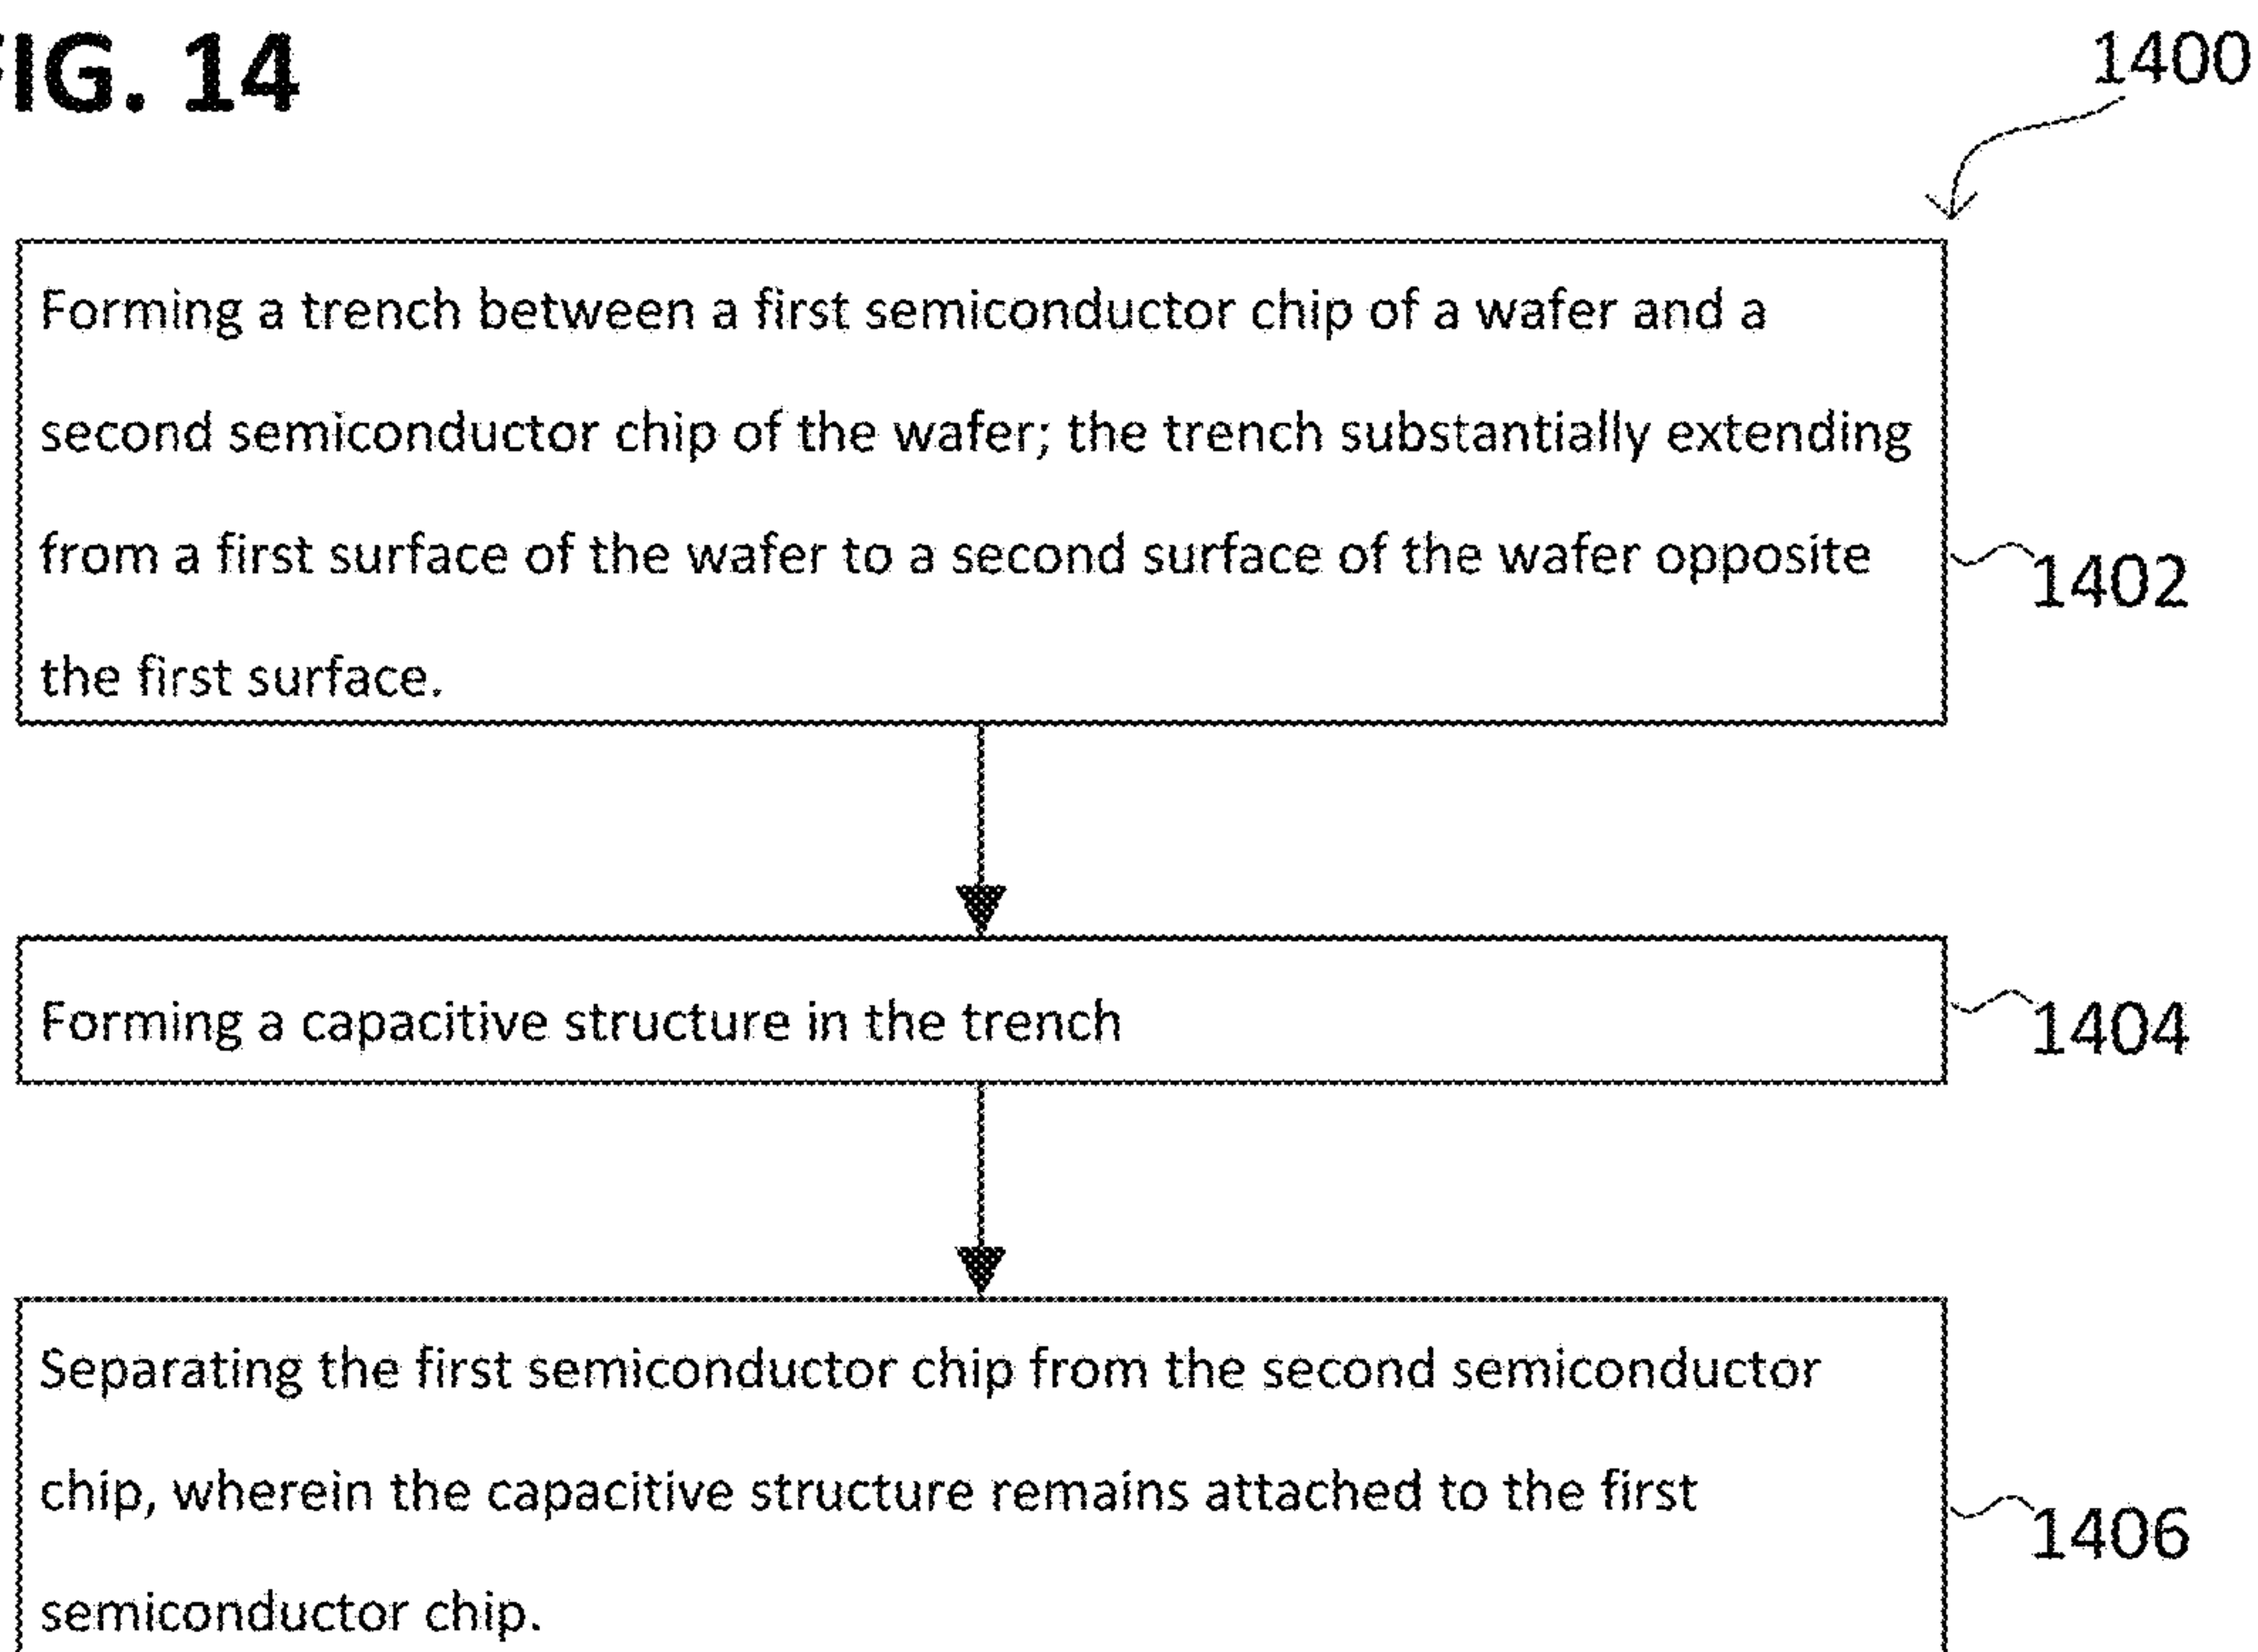 FIG. 14
1400
Forming a trench between a first semiconductor chip of a wafer and a
second semiconductor chip of the wafer; the trench substantially extending
from a first surface of the wafer to a second surface of the wafer opposite
the first surface.
1402
Forming a capacitive structure in the trench
1404
Separating the first semiconductor chip from the second semiconductor
chip, wherein the capacitive structure remains attached to the first
semiconductor chip.
1406